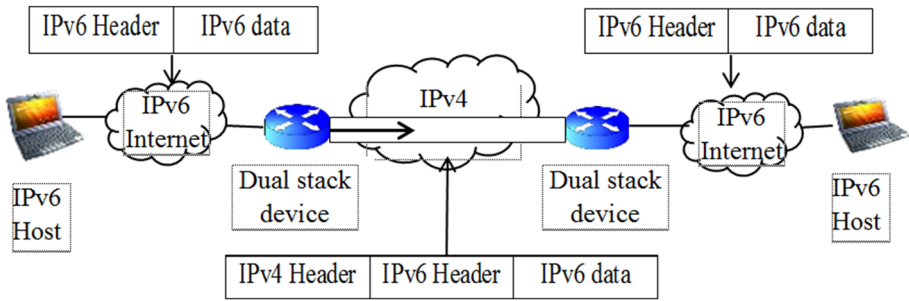 IPv6 Header IPv6 data
IPv6 Header IPv6 data
IPv6
Internet
IPv4
IPv6
Internet
IPv6
Host
Dual stack
device
Dual stack
device
IPv6
Host
IPv4 Header IPv6 Header IPv6 data